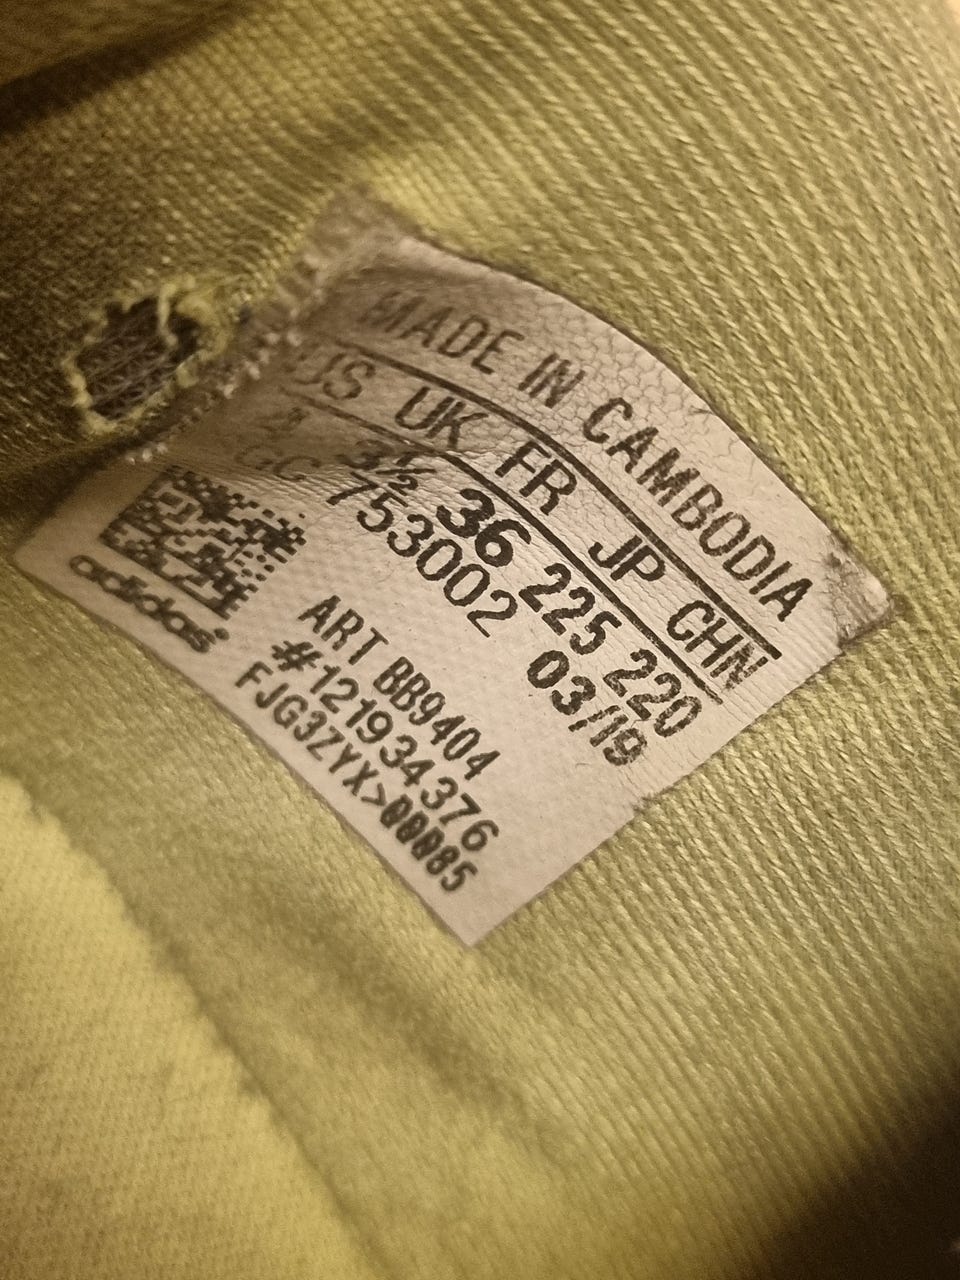 MADE IN CAMBODIA
US UK FR JP CHN
4 3½ 36 225 220
753002 03/19
adidas
ART BB9404
#121934376
FJG3ZYX>00085